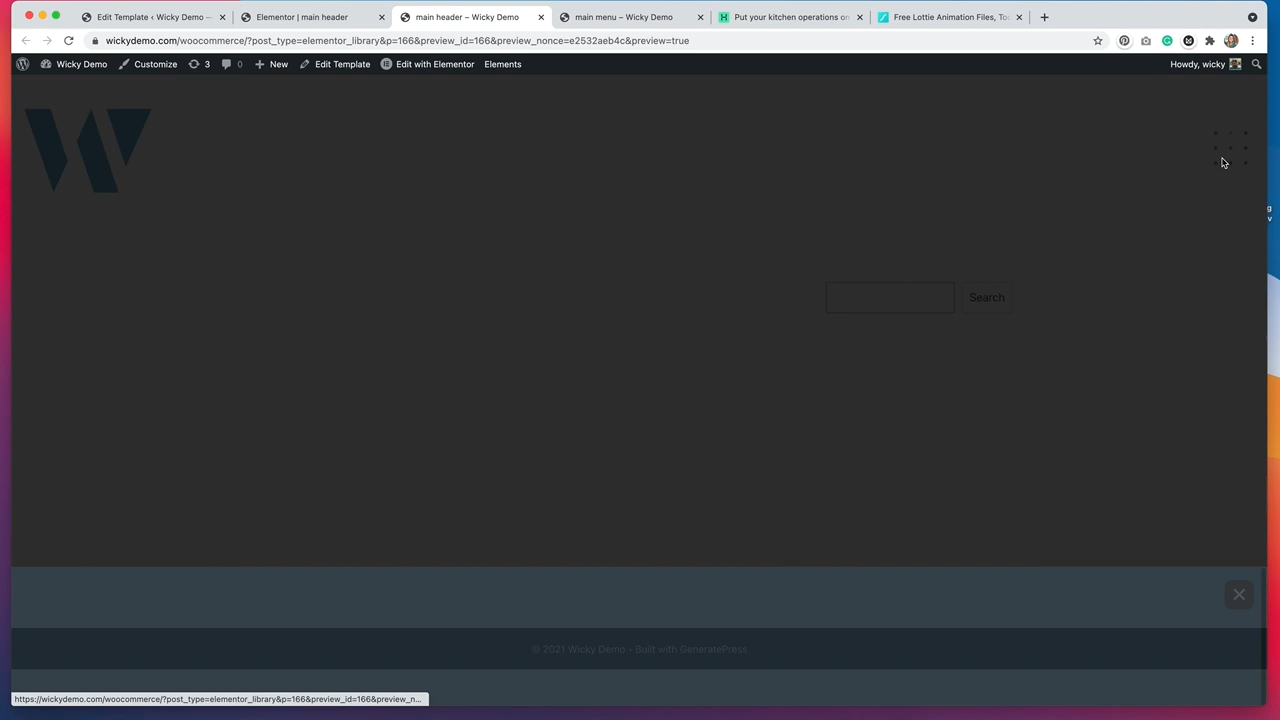 Edit Template ‹ Wicky Demo —
Elementor | main header
main header – Wicky Demo
main menu – Wicky Demo
Put your kitchen operations on
Free Lottie Animation Files, Too
wickydemo.com/woocommerce/?post_type=elementor_library&p=166&preview_id=166&preview_nonce=e2532aeb4c&preview=true
Wicky Demo
Customize
3
0
New
Edit Template
Edit with Elementor
Elements
Howdy, wicky
g
v
Search
© 2021 Wicky Demo • Built with GeneratePress
https://wickydemo.com/woocommerce/?post_type=elementor_library&p=166&preview_id=166&preview_n...